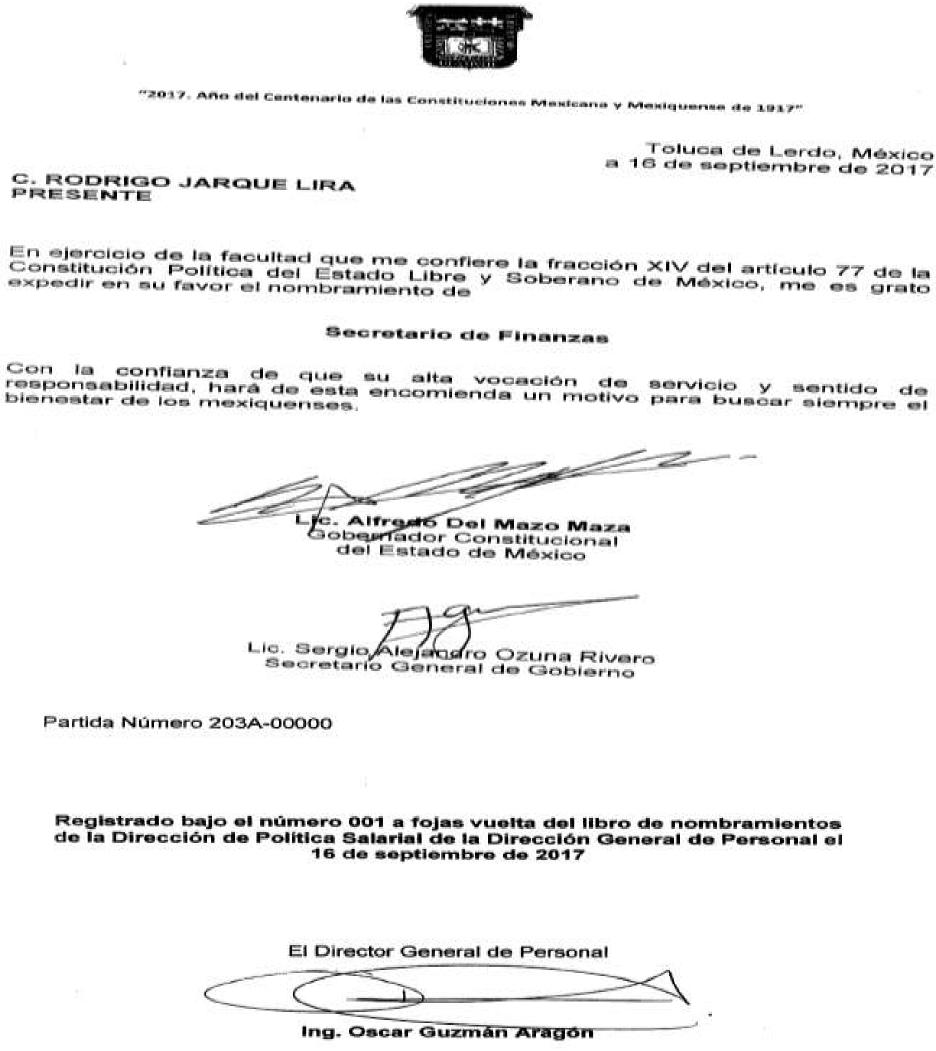 "2017. Año del Centenario de las Constituciones Mexicana y Mexiquense de 1917"
Toluca de Lerdo, México
a 16 de septiembre de 2017
C. RODRIGO JARQUE LIRA
PRESENTE
En ejercicio de la facultad que me confiere la fracción XIV del artículo 77 de la
Constitución Política del Estado Libre y Soberano de México, me es grato
expedir en su favor el nombramiento de
Secretario de Finanzas
Con la confianza de que su alta vocación de servicio y sentido de
responsabilidad, hará de esta encomienda un motivo para buscar siempre el
bienestar de los mexiquenses.
Lic. Alfredo Del Mazo Maza
Gobernador Constitucional
del Estado de México
Lic. Sergio Alejandro Ozuna Rivero
Secretario General de Gobierno
Partida Número 203A-00000
Registrado bajo el número 001 a fojas vuelta del libro de nombramientos
de la Dirección de Política Salarial de la Dirección General de Personal el
16 de septiembre de 2017
El Director General de Personal
Ing. Oscar Guzmán Aragón